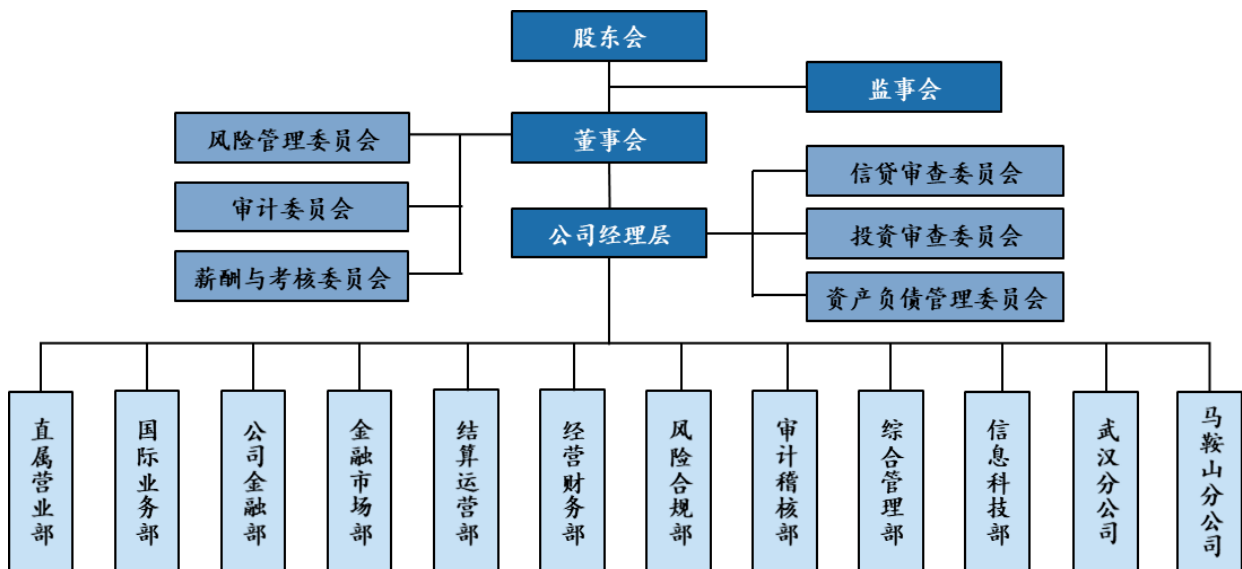 股东会
监事会
风险管理委员会
董事会
信贷审查委员会
审计委员会
公司经理层
投资审查委员会
薪酬与考核委员会
资产负债管理委员会
直属营业部
国际业务部
公司金融部
金融市场部
结算运营部
经营财务部
风险合规部
审计稽核部
综合管理部
信息科技部
武汉分公司
马鞍山分公司